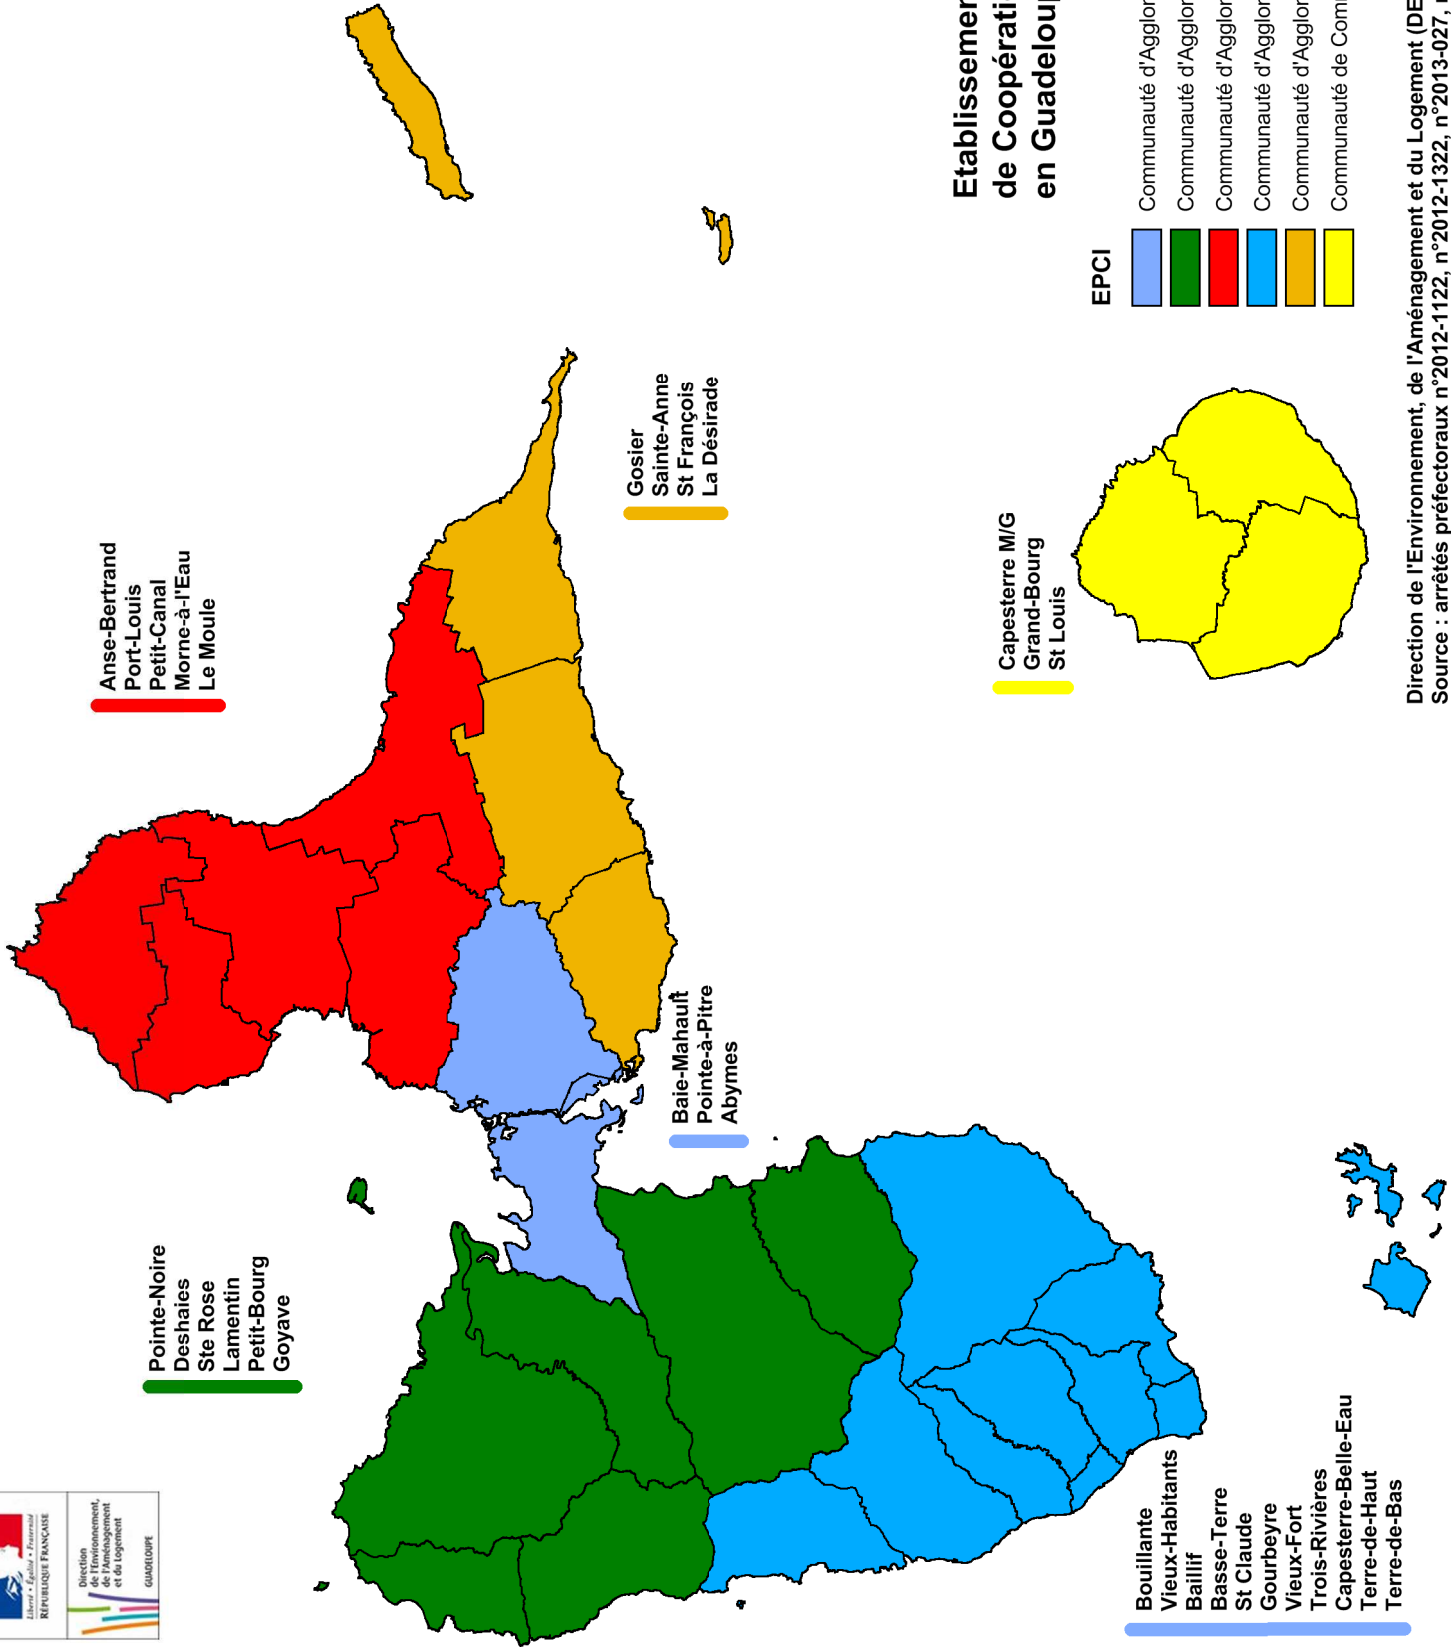 Liberté • Égalité • Fraternité
RÉPUBLIQUE FRANÇAISE
Direction
de l'Environnement,
de l'Aménagement
et du Logement
GUADELOUPE
Pointe-Noire
Deshaies
Ste Rose
Lamentin
Petit-Bourg
Goyave
Anse-Bertrand
Port-Louis
Petit-Canal
Morne-à-l'Eau
Le Moule
Gosier
Sainte-Anne
St François
La Désirade
Baie-Mahault
Pointe-à-Pitre
Abymes
Capesterre M/G
Grand-Bourg
St Louis
Bouillante
Vieux-Habitants
Baillif
Basse-Terre
St Claude
Gourbeyre
Vieux-Fort
Trois-Rivières
Capesterre-Belle-Eau
Terre-de-Haut
Terre-de-Bas
Etablissemen
de Coopérati
en Guadeloup
EPCI
Communauté d'Agglor
Communauté d'Agglor
Communauté d'Agglor
Communauté d'Agglor
Communauté d'Agglor
Communauté de Com
Direction de l'Environnement, de l'Aménagement et du Logement (DE
Source : arrêtés préfectoraux n°2012-1122, n°2012-1322, n°2013-027,